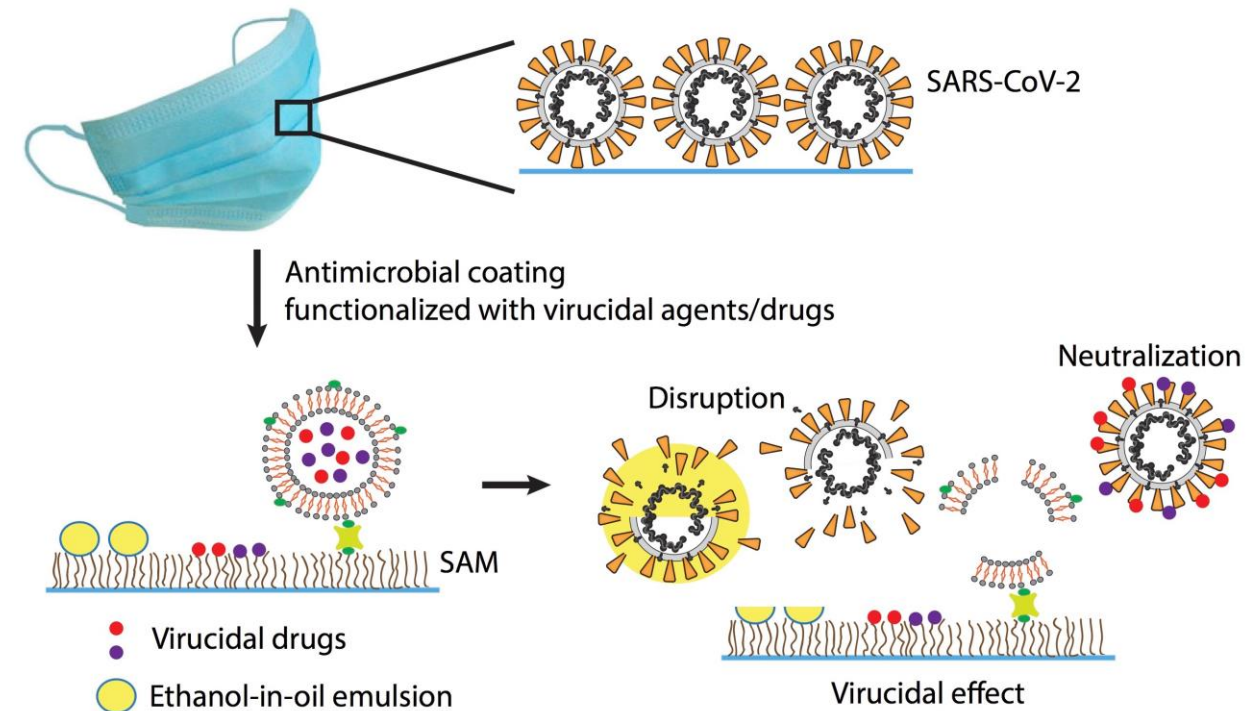 SARS-CoV-2
Antimicrobial coating
functionalized with virucidal agents/drugs
Neutralization
Disruption
SAM
Virucidal drugs
Ethanol-in-oil emulsion
Virucidal effect